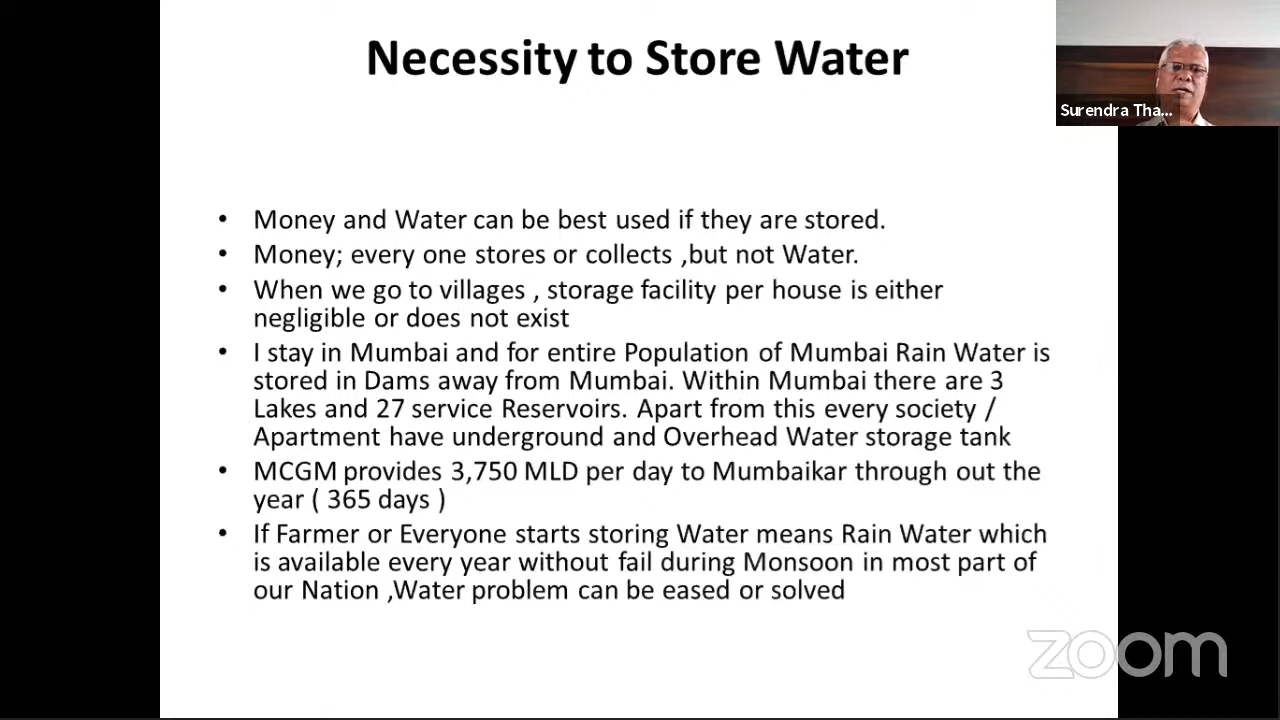 Necessity to Store Water
Surendra Tha...
• Money and Water can be best used if they are stored.
• Money; every one stores or collects ,but not Water.
• When we go to villages , storage facility per house is either
negligible or does not exist
• I stay in Mumbai and for entire Population of Mumbai Rain Water is
stored in Dams away from Mumbai. Within Mumbai there are 3
Lakes and 27 service Reservoirs. Apart from this every society /
Apartment have underground and Overhead Water storage tank
• MCGM provides 3,750 MLD per day to Mumbaikar through out the
year ( 365 days )
• If Farmer or Everyone starts storing Water means Rain Water which
is available every year without fail during Monsoon in most part of
our Nation ,Water problem can be eased or solved
zoom